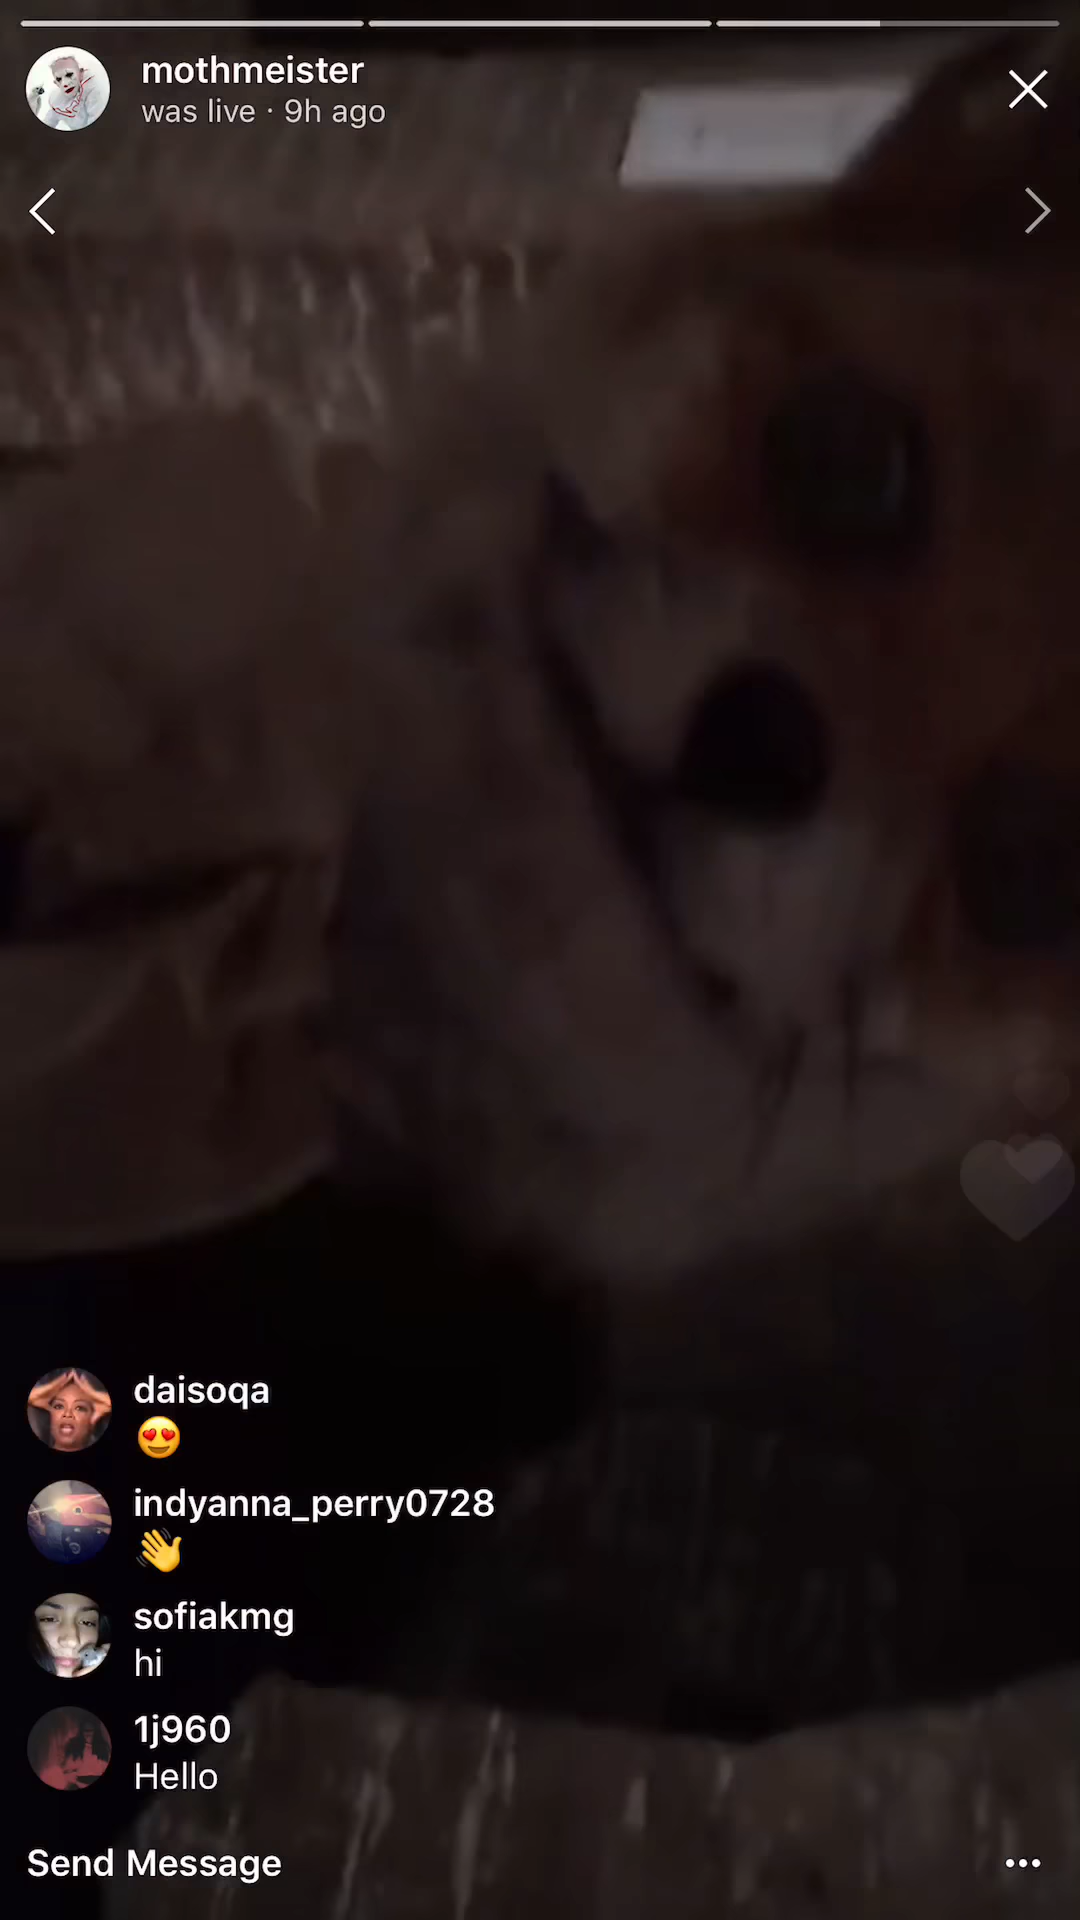 mothmeister
was live · 9h ago
daisoqa
😍
indyanna_perry0728
👋
sofiakmg
hi
1j960
Hello
Send Message